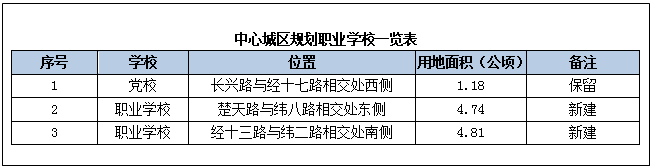 中心城区规划职业学校一览表
序号 学校 位置 用地面积（公顷） 备注
1 党校 长兴路与经十七路相交处西侧 1.18 保留
2 职业学校 楚天路与纬八路相交处东侧 4.74 新建
3 职业学校 经十三路与纬二路相交处南侧 4.81 新建